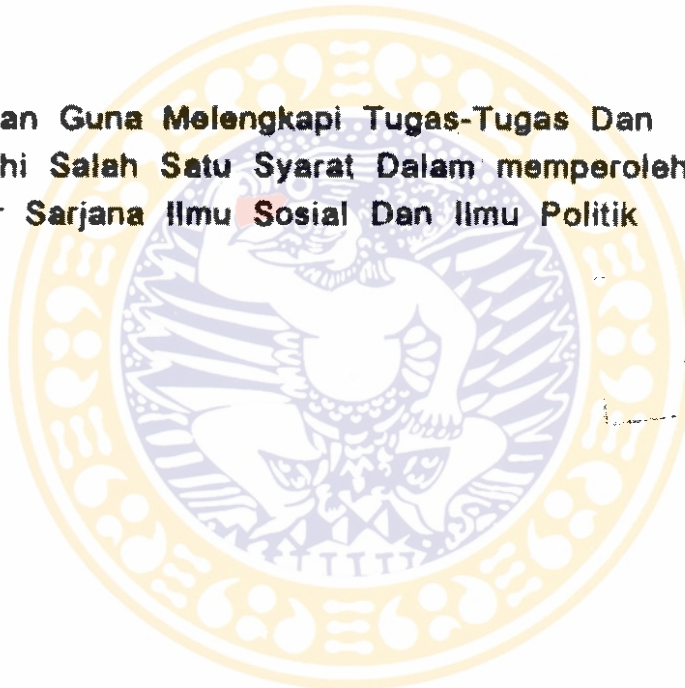 an Guna Melengkapi Tugas-Tugas Dan
hi Salah Satu Syarat Dalam memperoleh
r Sarjana Ilmu Sosial Dan Ilmu Politik